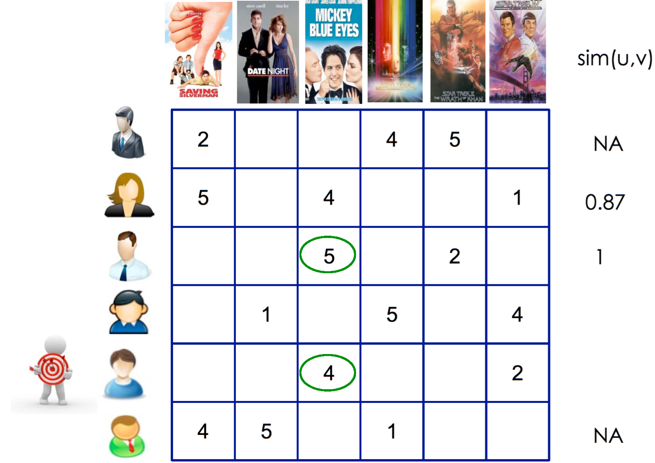 SAVING
SILVERMAN
DATE NIGHT
MICKEY
BLUE EYES
STAR TREK II
THE WRATH OF KHAN
sim(u,v)
2 4 5 NA
5 4 1 0.87
5 2 1
1 5 4
4 2
4 5 1 NA